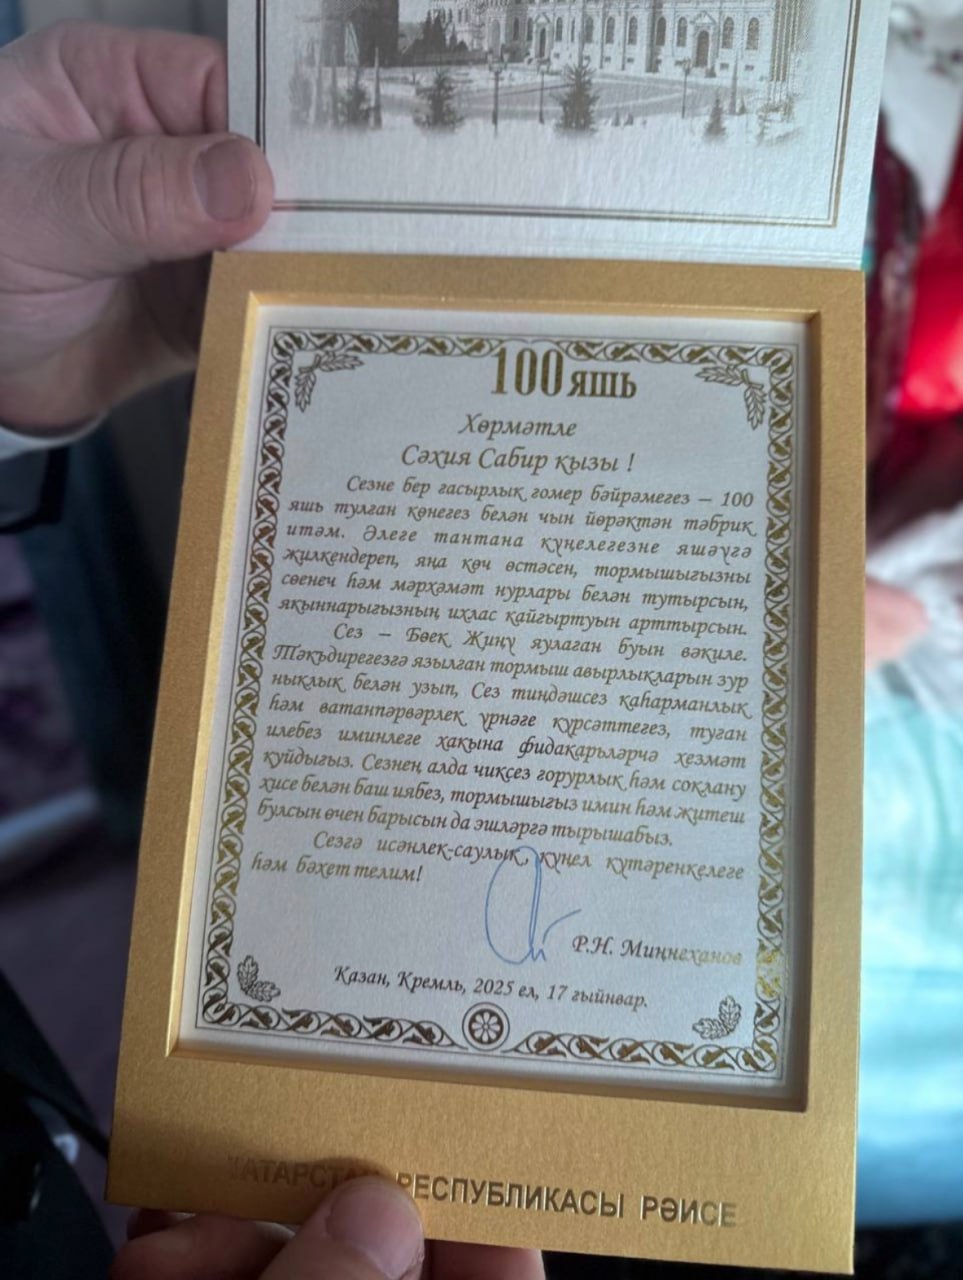 100 яшь
Хөрмәтле
Сәхия Сабир кызы !
Сезне бер гасырлык гомер бәйрәмегез – 100
яшь тулган көнегез белән чын йөрәктән тәбрик
итәм. Әлеге тантана күңелегезне яшәүгә
җилкендереп, яңа көч өстәсен, тормышыгызны
сөенеч һәм мәрхәмәт нурлары белән тутырсын,
якыннарыгызның ихлас кайгыртуын арттырсын.
Сез – Бөек Җиңү яулаган буын вәкиле.
Тәкъдирегезгә язылган тормыш авырлыкларын зур
ныклык белән узып, Сез тиңдәшсез каһарманлык
һәм ватанпәрвәрлек үрнәге күрсәттегез, туган
илебез иминлеге хакына фидакарьләрчә хезмәт
куйдыгыз. Сезнең алда чиксез горурлык һәм соклану
хисе белән баш иябез, тормышыгыз имин һәм җитеш
булсын өчен барысын да эшләргә тырышабыз.
Сезгә исәнлек-саулык, күңел күтәренкелеге
һәм бәхет телим!
Р.Н. Миңнеханов
Казан, Кремль, 2025 ел, 17 гыйнвар.
ТАТАРСТАН РЕСПУБЛИКАСЫ РӘИСЕ